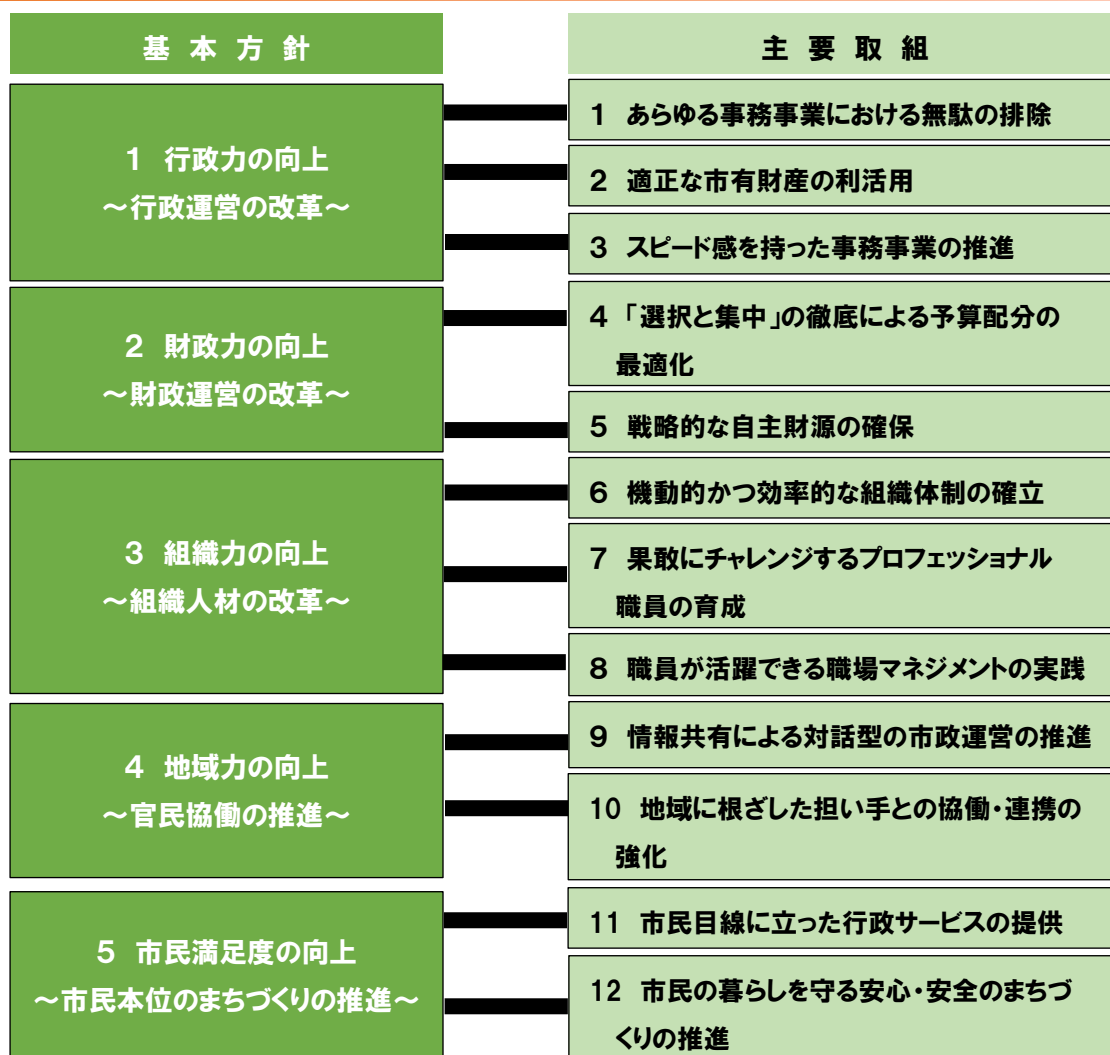 基本方針
主要取組
1 行政力の向上
～行政運営の改革～
1 あらゆる事務事業における無駄の排除
2 適正な市有財産の利活用
3 スピード感を持った事務事業の推進
2 財政力の向上
～財政運営の改革～
4 「選択と集中」の徹底による予算配分の
最適化
5 戦略的な自主財源の確保
3 組織力の向上
～組織人材の改革～
6 機動的かつ効率的な組織体制の確立
7 果敢にチャレンジするプロフェッショナル
職員の育成
8 職員が活躍できる職場マネジメントの実践
4 地域力の向上
～官民協働の推進～
9 情報共有による対話型の市政運営の推進
10 地域に根ざした担い手との協働・連携の
強化
5 市民満足度の向上
～市民本位のまちづくりの推進～
11 市民目線に立った行政サービスの提供
12 市民の暮らしを守る安心・安全のまちづ
くりの推進